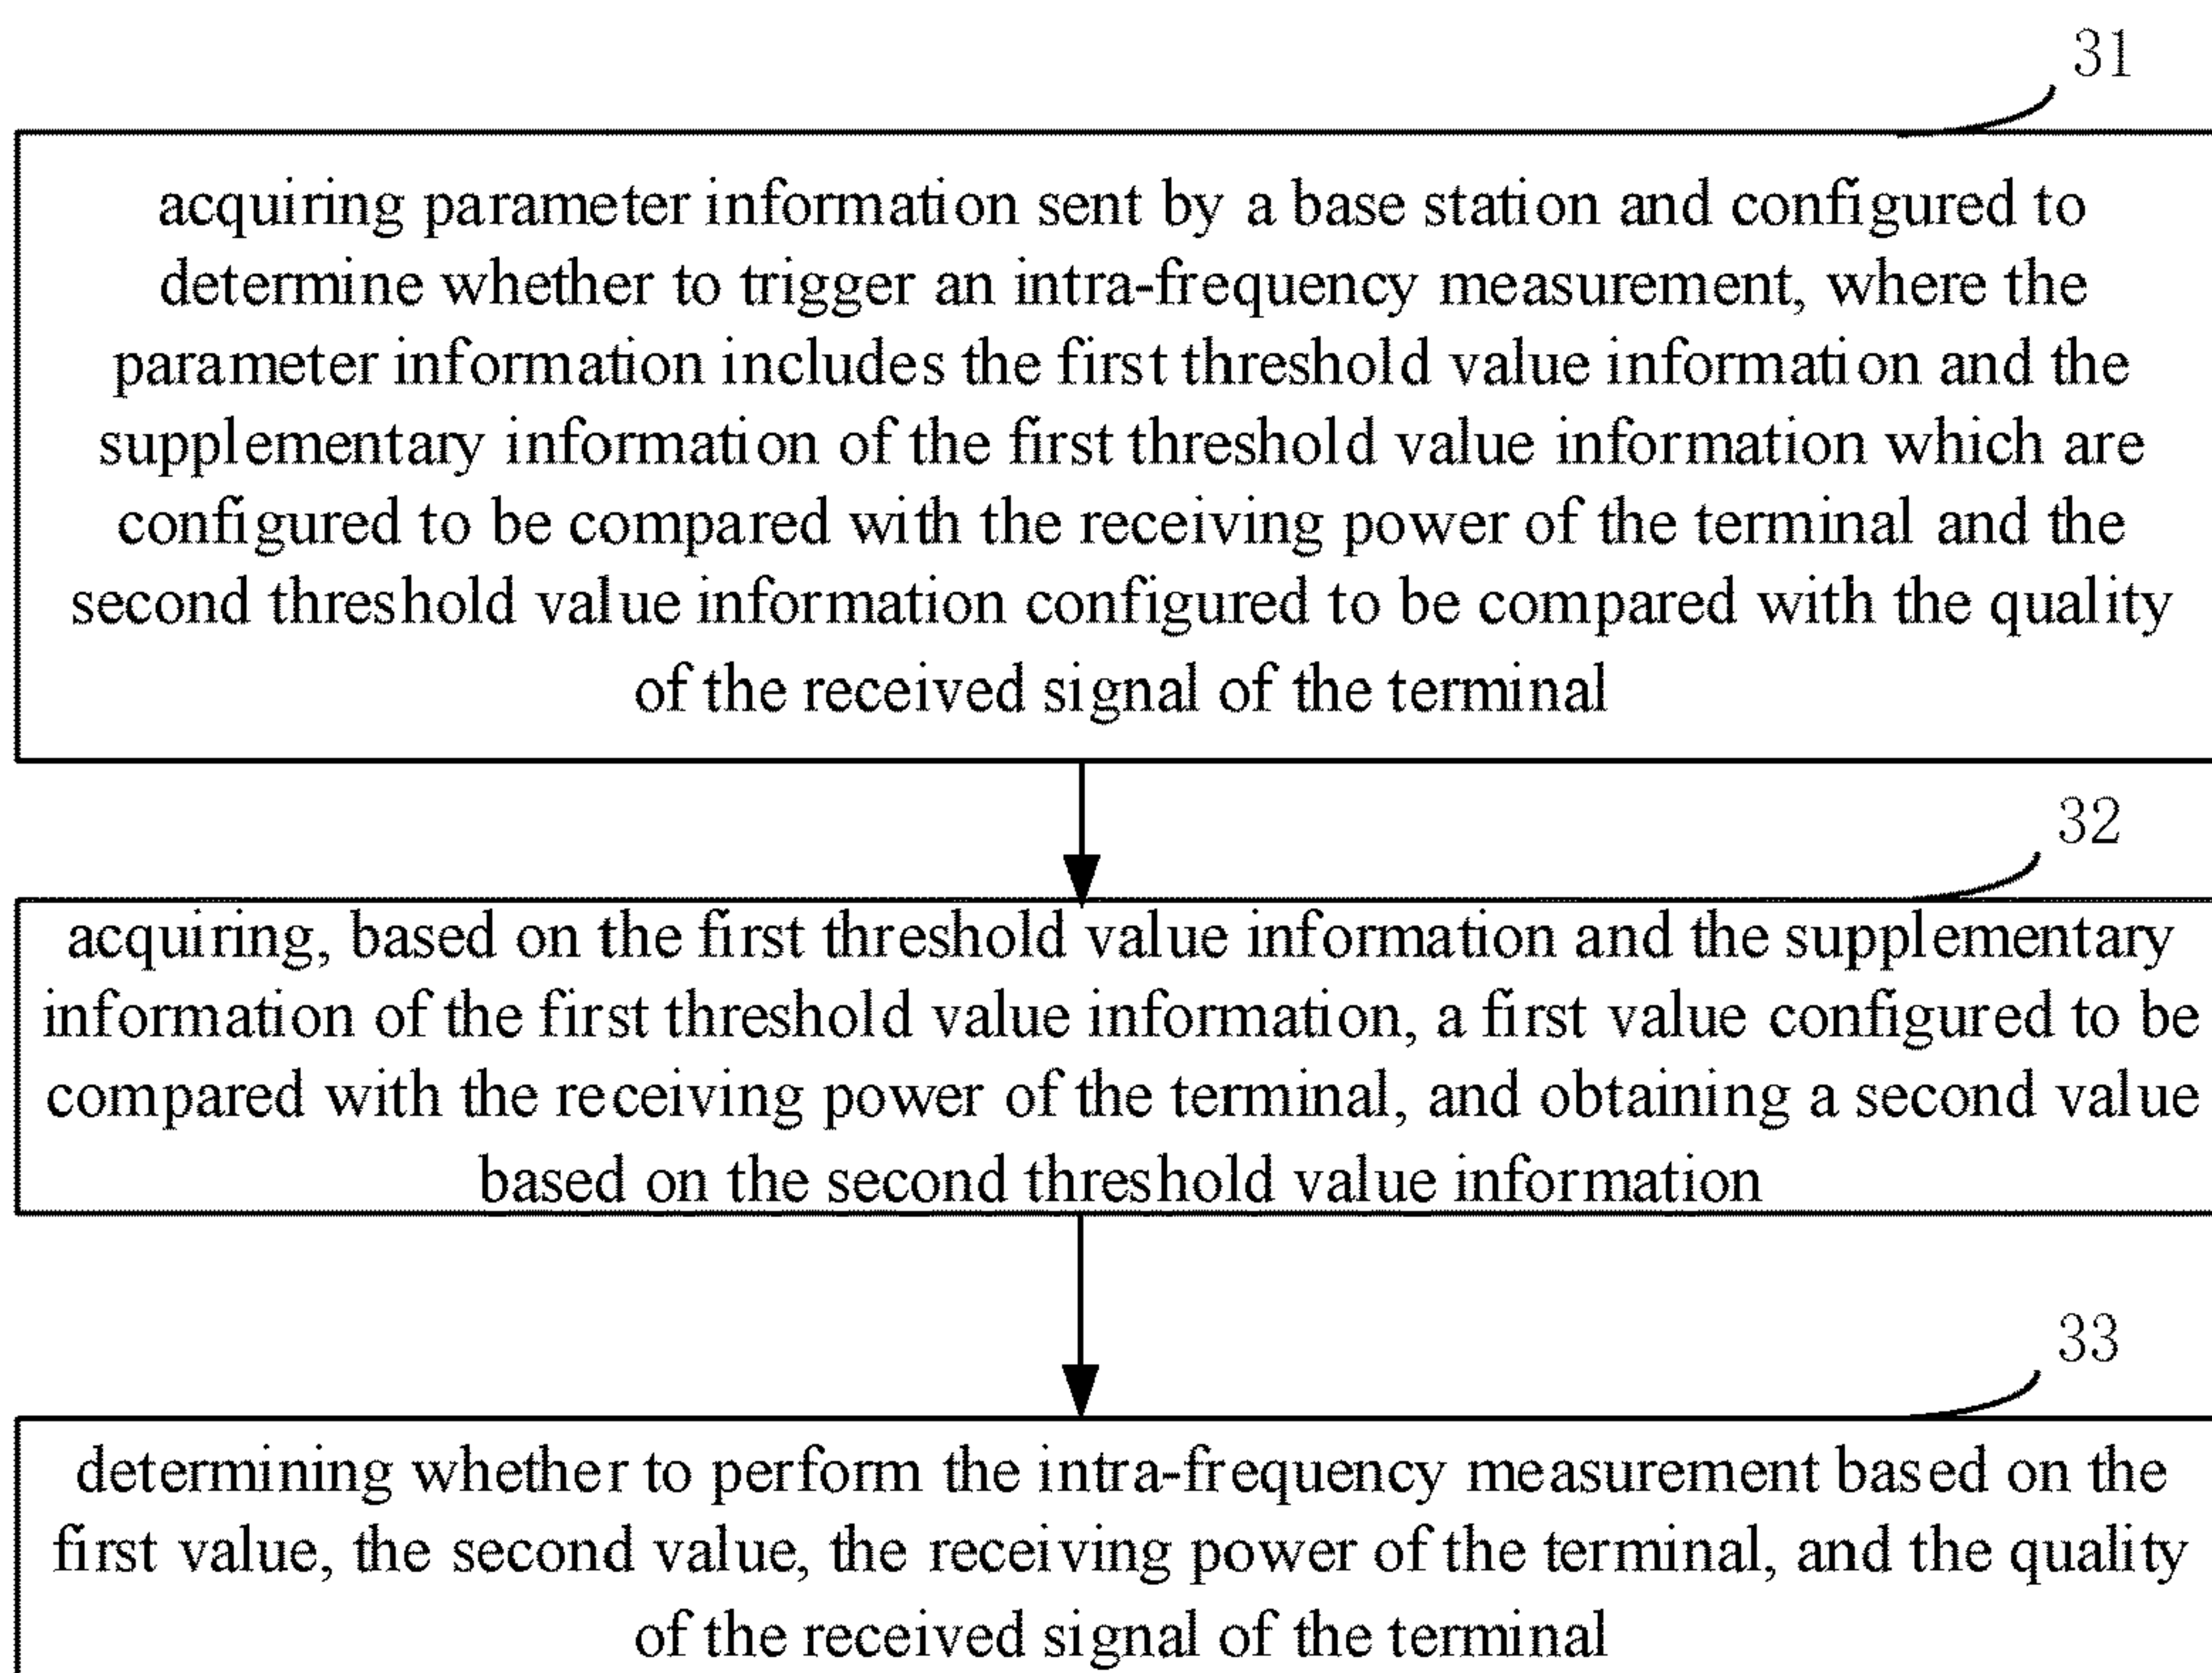 31
acquiring parameter information sent by a base station and configured to
determine whether to trigger an intra-frequency measurement, where the
parameter information includes the first threshold value information and the
supplementary information of the first threshold value information which are
configured to be compared with the receiving power of the terminal and the
second threshold value information configured to be compared with the quality
of the received signal of the terminal
32
acquiring, based on the first threshold value information and the supplementary
information of the first threshold value information, a first value configured to be
compared with the receiving power of the terminal, and obtaining a second value
based on the second threshold value information
33
determining whether to perform the intra-frequency measurement based on the
first value, the second value, the receiving power of the terminal, and the quality
of the received signal of the terminal